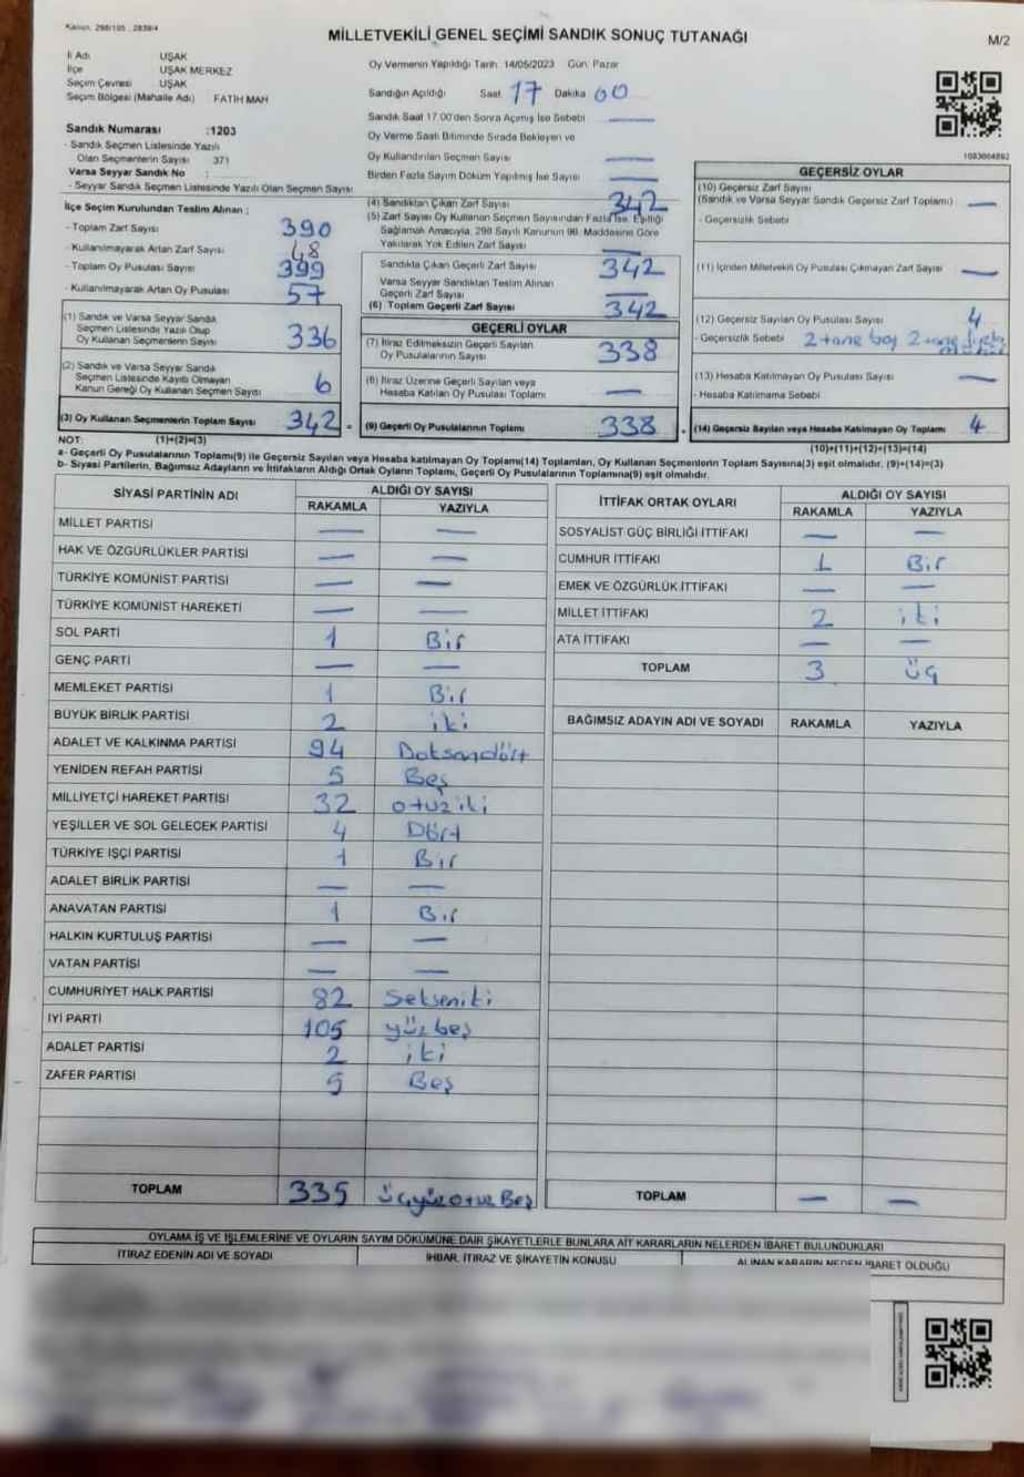 Kanun: 298/105 , 2839/4
MİLLETVEKİLİ GENEL SEÇİMİ SANDIK SONUÇ TUTANAĞI
M/2
İl Adı UŞAK
İlçe UŞAK MERKEZ
Seçim Çevresi UŞAK
Seçim Bölgesi (Mahalle Adı) FATİH MAH
Sandık Numarası :1203
- Sandık Seçmen Listesinde Yazılı
Olan Seçmenlerin Sayısı 371
Varsa Seyyar Sandık No :
- Seyyar Sandık Seçmen Listesinde Yazılı Olan Seçmen Sayısı
Oy Vermenin Yapıldığı Tarih: 14/05/2023 Gün: Pazar
Sandığın Açıldığı Saat 17 Dakika 00
Sandık Saat 17.00'den Sonra Açılmış İse Sebebi —
Oy Verme Saati Bitiminde Sırada Bekleyen ve
Oy Kullandırılan Seçmen Sayısı —
Birden Fazla Sayım Döküm Yapılmış İse Sayısı —
1083004892
İlçe Seçim Kurulundan Teslim Alınan ;
- Toplam Zarf Sayısı 390
- Kullanılmayarak Artan Zarf Sayısı 48
- Toplam Oy Pusulası Sayısı 399
- Kullanılmayarak Artan Oy Pusulası 57
(1) Sandık ve Varsa Seyyar Sandık
Seçmen Listesinde Yazılı Olup
Oy Kullanan Seçmenlerin Sayısı 336
(2) Sandık ve Varsa Seyyar Sandık
Seçmen Listesinde Kayıtlı Olmayan
Kanun Gereği Oy Kullanan Seçmen Sayısı 6
(3) Oy Kullanan Seçmenlerin Toplam Sayısı 342 =
(1)+(2)=(3)
(4) Sandıktan Çıkan Zarf Sayısı 342
(5) Zarf Sayısı Oy Kullanan Seçmen Sayısından Fazla İse, Eşitliği
Sağlamak Amacıyla, 298 Sayılı Kanunun 98. Maddesine Göre
Yakılarak Yok Edilen Zarf Sayısı —
Sandıkta Çıkan Geçerli Zarf Sayısı 342
Varsa Seyyar Sandıktan Teslim Alınan
Geçerli Zarf Sayısı —
(6) Toplam Geçerli Zarf Sayısı 342
GEÇERLİ OYLAR
(7) İtiraz Edilmeksizin Geçerli Sayılan
Oy Pusulalarının Sayısı 338
(8) İtiraz Üzerine Geçerli Sayılan veya
Hesaba Katılan Oy Pusulası Toplamı —
(9) Geçerli Oy Pusulalarının Toplamı 338 +
GEÇERSİZ OYLAR
(10) Geçersiz Zarf Sayısı
(Sandık ve Varsa Seyyar Sandık Geçersiz Zarf Toplamı) —
- Geçersizlik Sebebi
(11) İçinden Milletvekili Oy Pusulası Çıkmayan Zarf Sayısı —
(12) Geçersiz Sayılan Oy Pusulası Sayısı 4
- Geçersizlik Sebebi 2 tane boş 2 tane
(13) Hesaba Katılmayan Oy Pusulası Sayısı —
- Hesaba Katılmama Sebebi
(14) Geçersiz Sayılan veya Hesaba Katılmayan Oy Toplamı 4
(10)+(11)+(12)+(13)=(14)
NOT:
a- Geçerli Oy Pusulalarının Toplamı(9) ile Geçersiz Sayılan veya Hesaba katılmayan Oy Toplamı(14) Toplamları, Oy Kullanan Seçmenlerin Toplam Sayısına(3) eşit olmalıdır. (9)+(14)=(3)
b- Siyasi Partilerin, Bağımsız Adayların ve İttifakların Aldığı Ortak Oyların Toplamı, Geçerli Oy Pusulalarının Toplamına(9) eşit olmalıdır.
SİYASİ PARTİNİN ADI ALDIĞI OY SAYISI
RAKAMLA YAZIYLA
MİLLET PARTİSİ — —
HAK VE ÖZGÜRLÜKLER PARTİSİ — —
TÜRKİYE KOMÜNİST PARTİSİ — —
TÜRKİYE KOMÜNİST HAREKETİ — —
SOL PARTİ 1 Bir
GENÇ PARTİ — —
MEMLEKET PARTİSİ 1 Bir
BÜYÜK BİRLİK PARTİSİ 2 iki
ADALET VE KALKINMA PARTİSİ 94 Doksandört
YENİDEN REFAH PARTİSİ 5 Beş
MİLLİYETÇİ HAREKET PARTİSİ 32 otuziki
YEŞİLLER VE SOL GELECEK PARTİSİ 4 Dört
TÜRKİYE İŞÇİ PARTİSİ 1 Bir
ADALET BİRLİK PARTİSİ — —
ANAVATAN PARTİSİ 1 Bir
HALKIN KURTULUŞ PARTİSİ — —
VATAN PARTİSİ — —
CUMHURİYET HALK PARTİSİ 82 Sekseniki
İYİ PARTİ 105 yüzbeş
ADALET PARTİSİ 2 iki
ZAFER PARTİSİ 5 Beş
TOPLAM 335 üçyüzotuz Beş
İTTİFAK ORTAK OYLARI ALDIĞI OY SAYISI
RAKAMLA YAZIYLA
SOSYALİST GÜÇ BİRLİĞİ İTTİFAKI — —
CUMHUR İTTİFAKI 1 Bir
EMEK VE ÖZGÜRLÜK İTTİFAKI — —
MİLLET İTTİFAKI 2 iki
ATA İTTİFAKI — —
TOPLAM 3 üç
BAĞIMSIZ ADAYIN ADI VE SOYADI RAKAMLA YAZIYLA
TOPLAM — —
OYLAMA İŞ VE İŞLEMLERİNE VE OYLARIN SAYIM DÖKÜMÜNE DAİR ŞİKAYETLERLE BUNLARA AİT KARARLARIN NELERDEN İBARET BULUNDUKLARI
İTİRAZ EDENİN ADI VE SOYADI İHBAR, İTİRAZ VE ŞİKAYETİN KONUSU ALINAN KARARIN NEDEN İBARET OLDUĞU